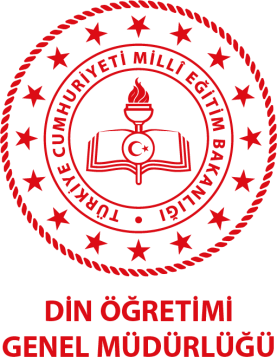 TÜRKİYE CUMHURİYETİ MİLLÎ EĞİTİM BAKANLIĞI
DİN ÖĞRETİMİ
GENEL MÜDÜRLÜĞÜ